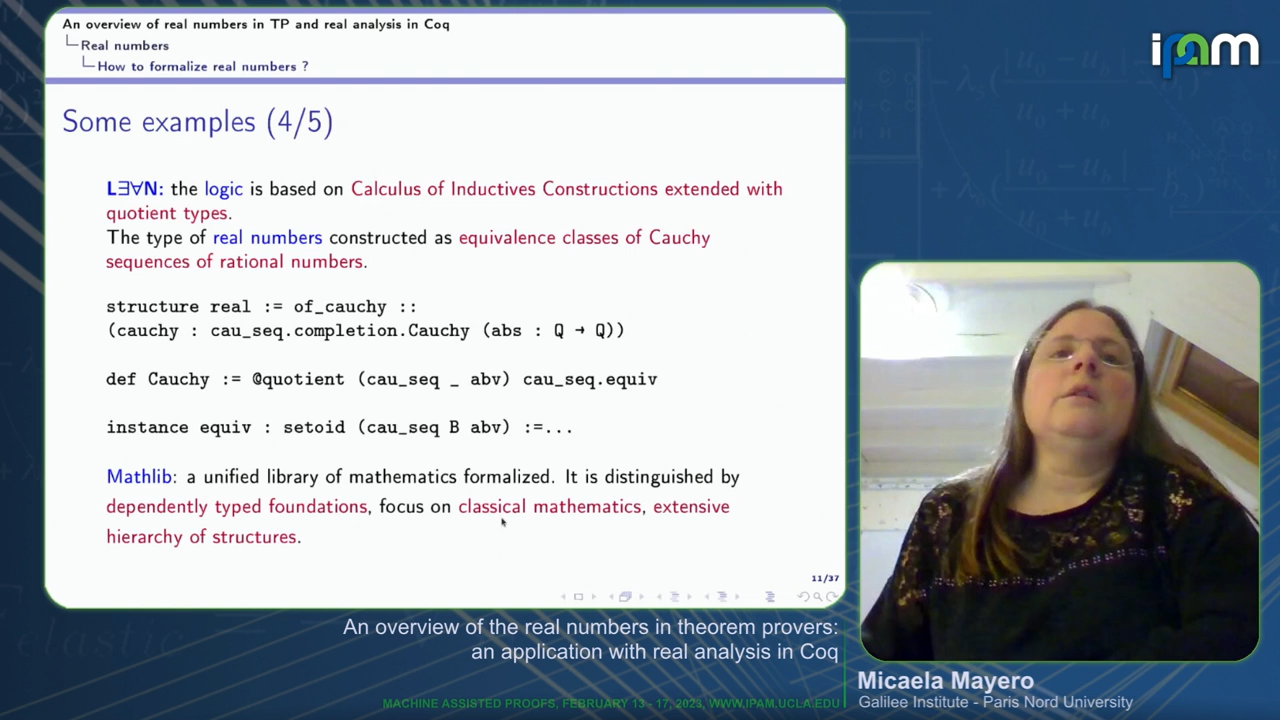 An overview of real numbers in TP and real analysis in Coq
Real numbers
How to formalize real numbers ?
Some examples (4/5)
L∃∀N: the logic is based on Calculus of Inductives Constructions extended with
quotient types.
The type of real numbers constructed as equivalence classes of Cauchy
sequences of rational numbers.
structure real := of_cauchy ::
(cauchy : cau_seq.completion.Cauchy (abs : Q → Q))
def Cauchy := @quotient (cau_seq _ abv) cau_seq.equiv
instance equiv : setoid (cau_seq B abv) :=...
Mathlib: a unified library of mathematics formalized. It is distinguished by
dependently typed foundations, focus on classical mathematics, extensive
hierarchy of structures.
11/37
ipam
An overview of the real numbers in theorem provers:
an application with real analysis in Coq
MACHINE ASSISTED PROOFS, FEBRUARY 13 - 17, 2023, WWW.IPAM.UCLA.EDU
Micaela Mayero
Galilee Institute - Paris Nord University
elastic